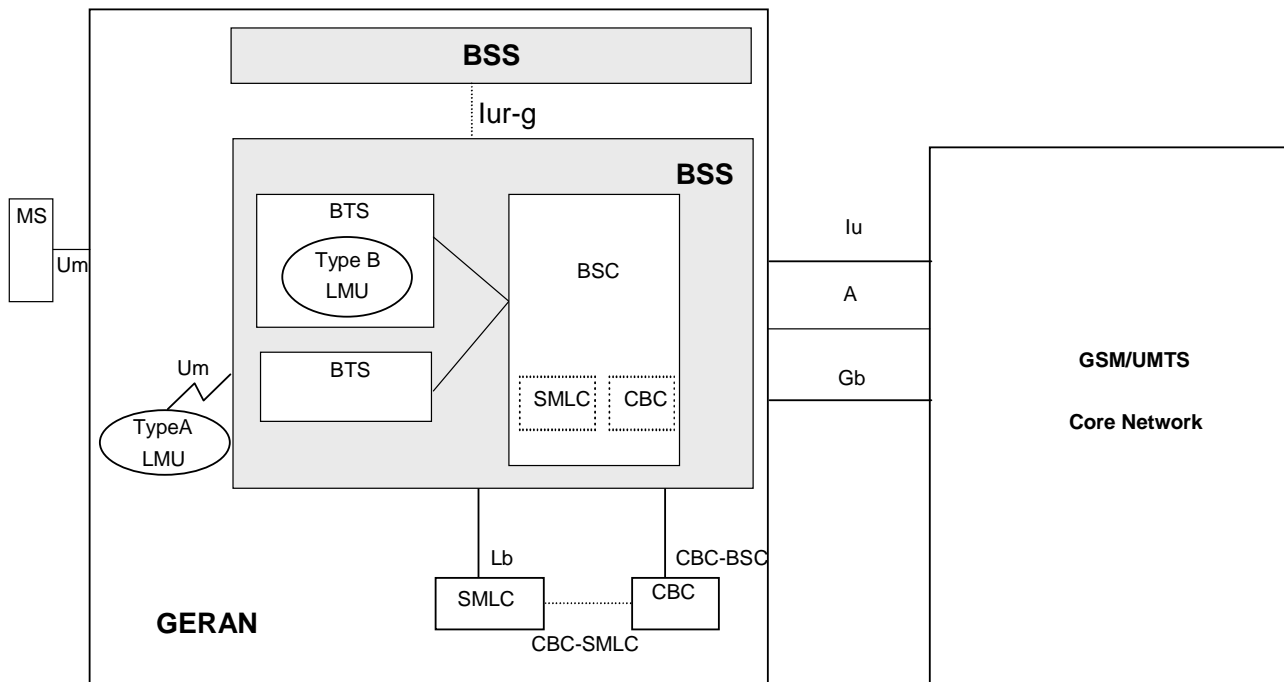 BSS
Iur-g
BSS
MS
Um
BTS
Type B
LMU
BSC
BTS
SMLC
CBC
Um
TypeA
LMU
Iu
A
Gb
GSM/UMTS
Core Network
Lb
CBC-BSC
SMLC
CBC
CBC-SMLC
GERAN